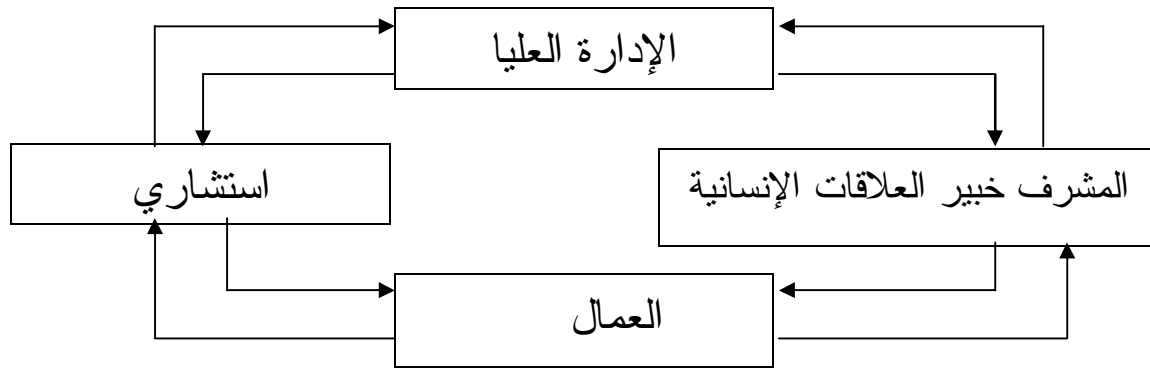 الإدارة العليا
المشرف خبير العلاقات الإنسانية
استشاري
العمال